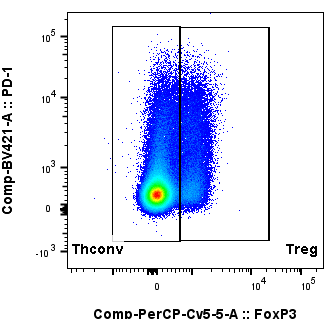 Comp-BV421-A :: PD-1
10^5
10^4
10^3
0
-10^3
Thconv
Treg
0
10^4
10^5
Comp-PerCP-Cv5-5-A :: FoxP3